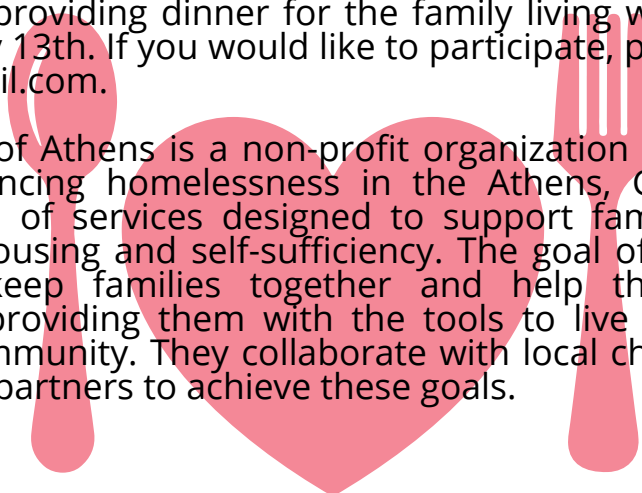 providing dinner for the family living w
13th. If you would like to participate, p
il.com.
of Athens is a non-profit organization
ncing homelessness in the Athens,
of services designed to support fam
ousing and self-sufficiency. The goal of
keep families together and help th
providing them with the tools to live
mmunity. They collaborate with local ch
partners to achieve these goals.